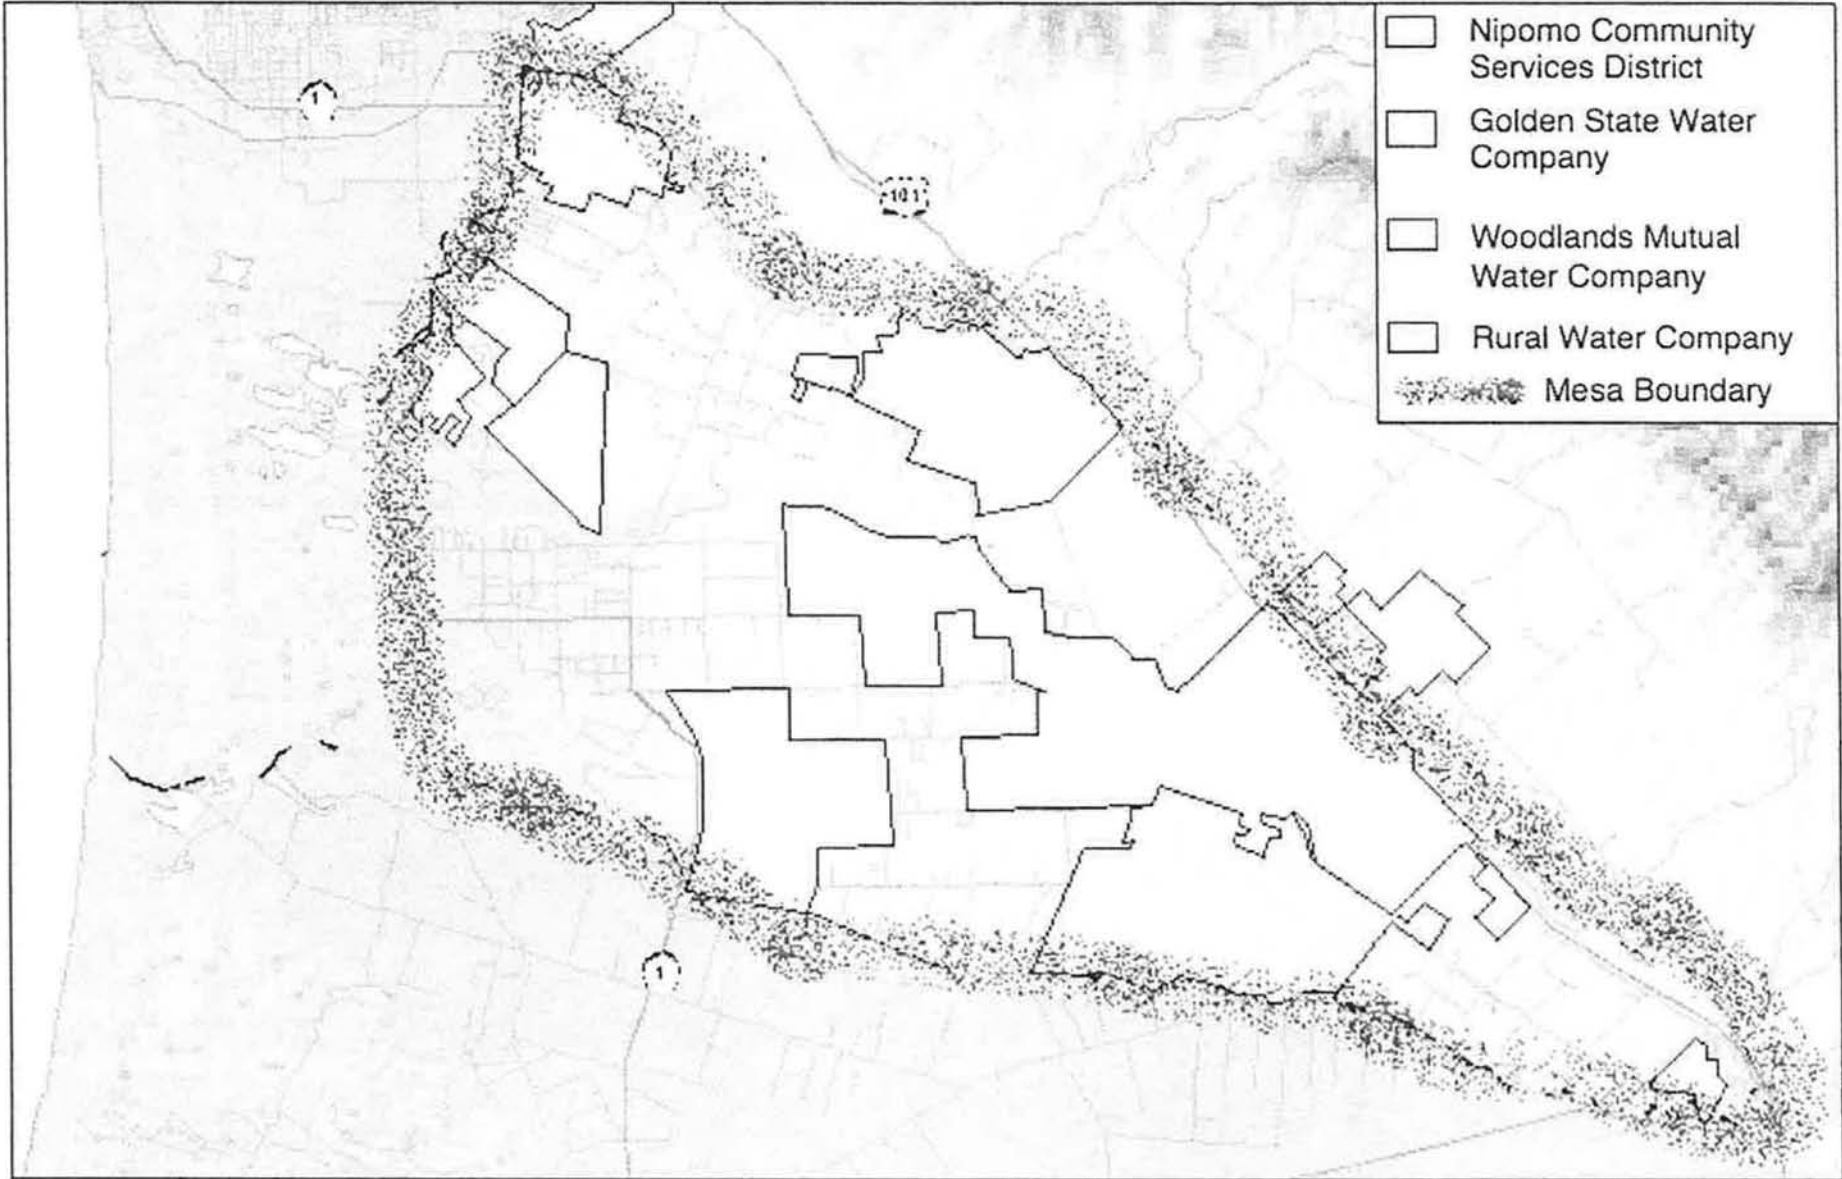 Nipomo Community
Services District
Golden State Water
Company
Woodlands Mutual
Water Company
Rural Water Company
Mesa Boundary
1
101
1